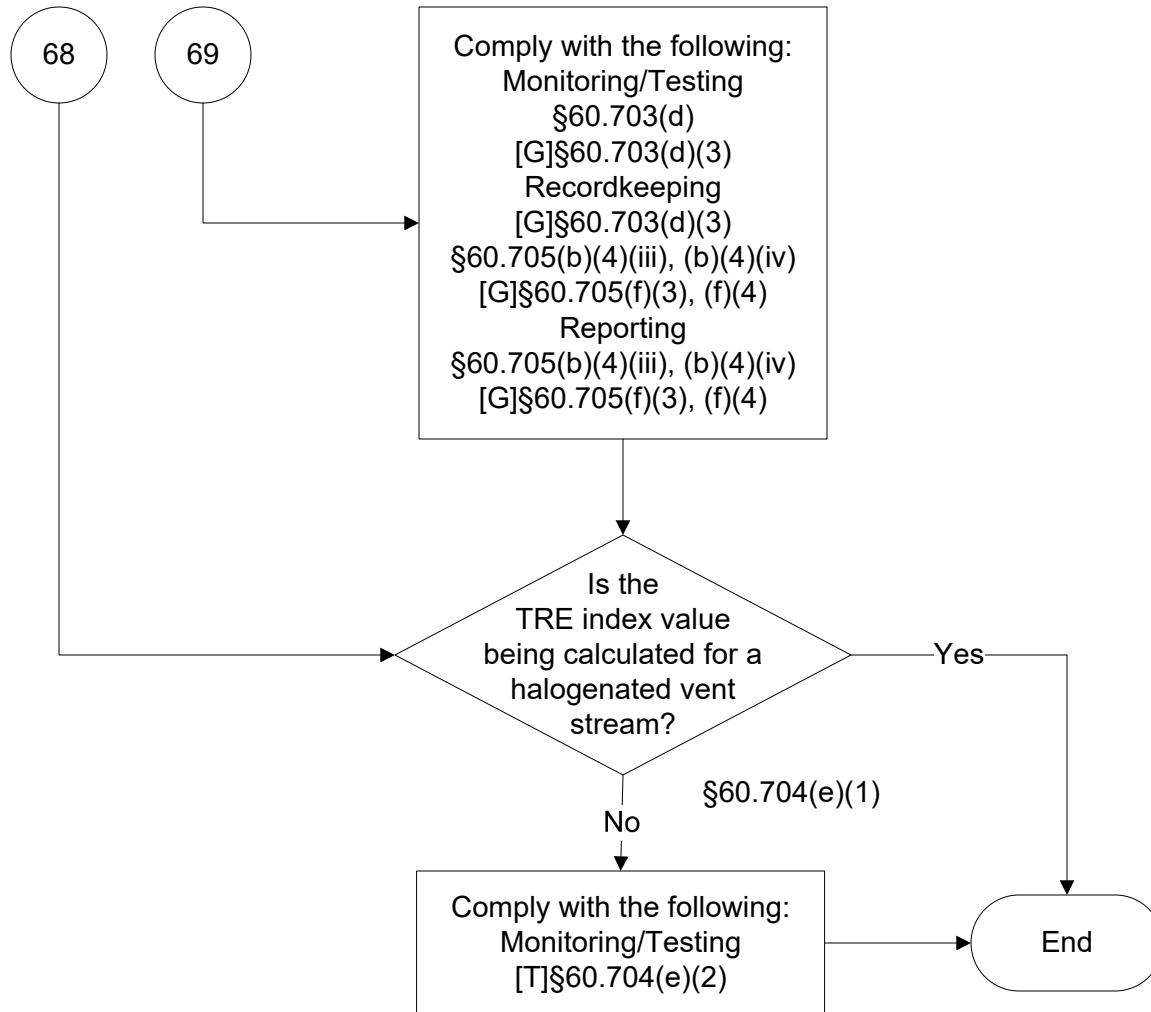 68
69
Comply with the following:
Monitoring/Testing
§60.703(d)
[G]§60.703(d)(3)
Recordkeeping
[G]§60.703(d)(3)
§60.705(b)(4)(iii), (b)(4)(iv)
[G]§60.705(f)(3), (f)(4)
Reporting
§60.705(b)(4)(iii), (b)(4)(iv)
[G]§60.705(f)(3), (f)(4)
Is the
TRE index value
being calculated for a
halogenated vent
stream?
Yes
§60.704(e)(1)
No
Comply with the following:
Monitoring/Testing
[T]§60.704(e)(2)
End